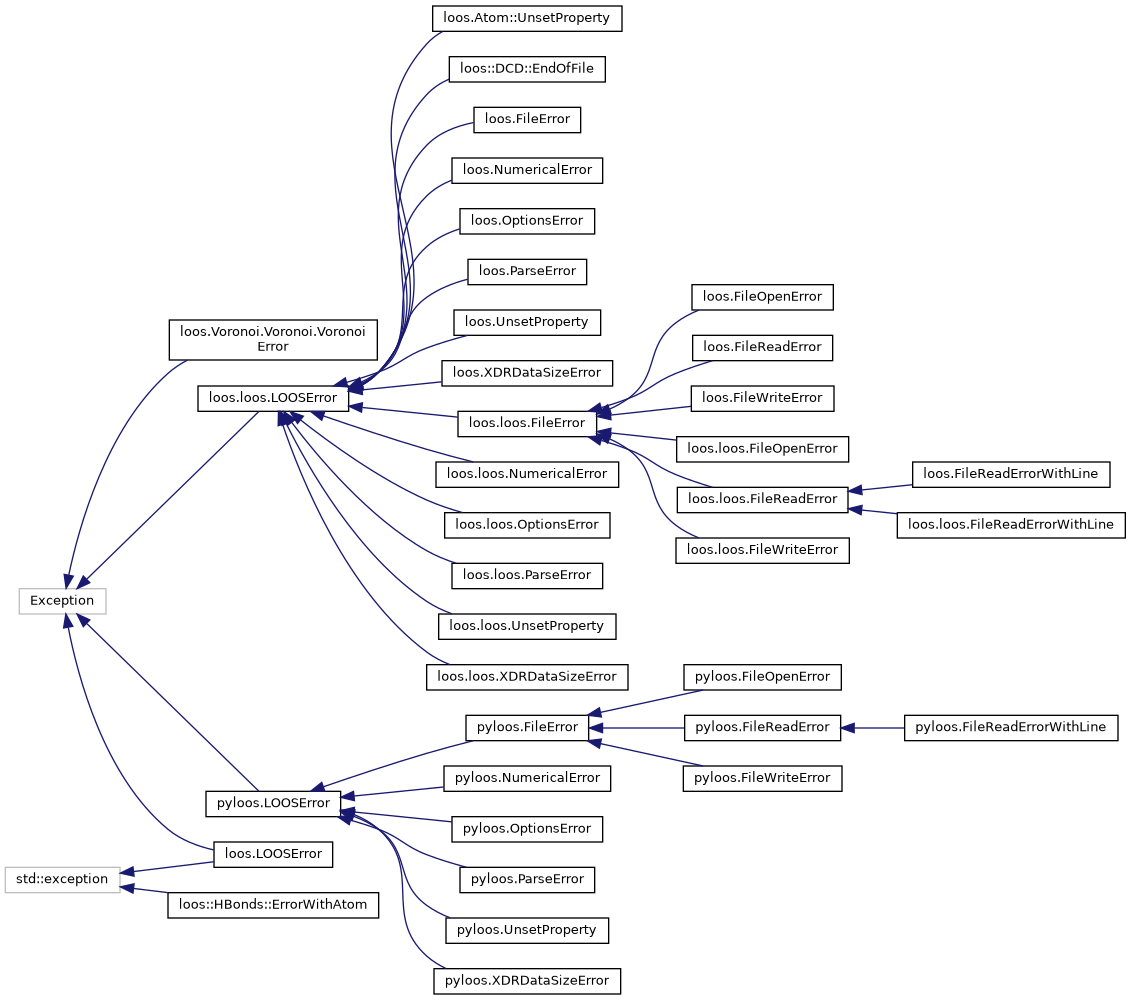 loos.Atom::UnsetProperty
loos::DCD::EndOfFile
loos.FileError
loos.NumericalError
loos.OptionsError
loos.ParseError
loos.FileOpenError
loos.UnsetProperty
loos.Voronoi.Voronoi.Voronoi
Error
loos.FileReadError
loos.XDRDataSizeError
loos.loos.LOOSError
loos.FileWriteError
loos.loos.FileError
loos.loos.FileOpenError
loos.loos.NumericalError
loos.FileReadErrorWithLine
loos.loos.FileReadError
loos.loos.OptionsError
loos.loos.FileReadErrorWithLine
loos.loos.FileWriteError
loos.loos.ParseError
Exception
loos.loos.UnsetProperty
loos.loos.XDRDataSizeError
pyloos.FileOpenError
pyloos.FileError
pyloos.FileReadError
pyloos.FileReadErrorWithLine
pyloos.NumericalError
pyloos.FileWriteError
pyloos.LOOSError
pyloos.OptionsError
loos.LOOSError
std::exception
pyloos.ParseError
loos::HBonds::ErrorWithAtom
pyloos.UnsetProperty
pyloos.XDRDataSizeError